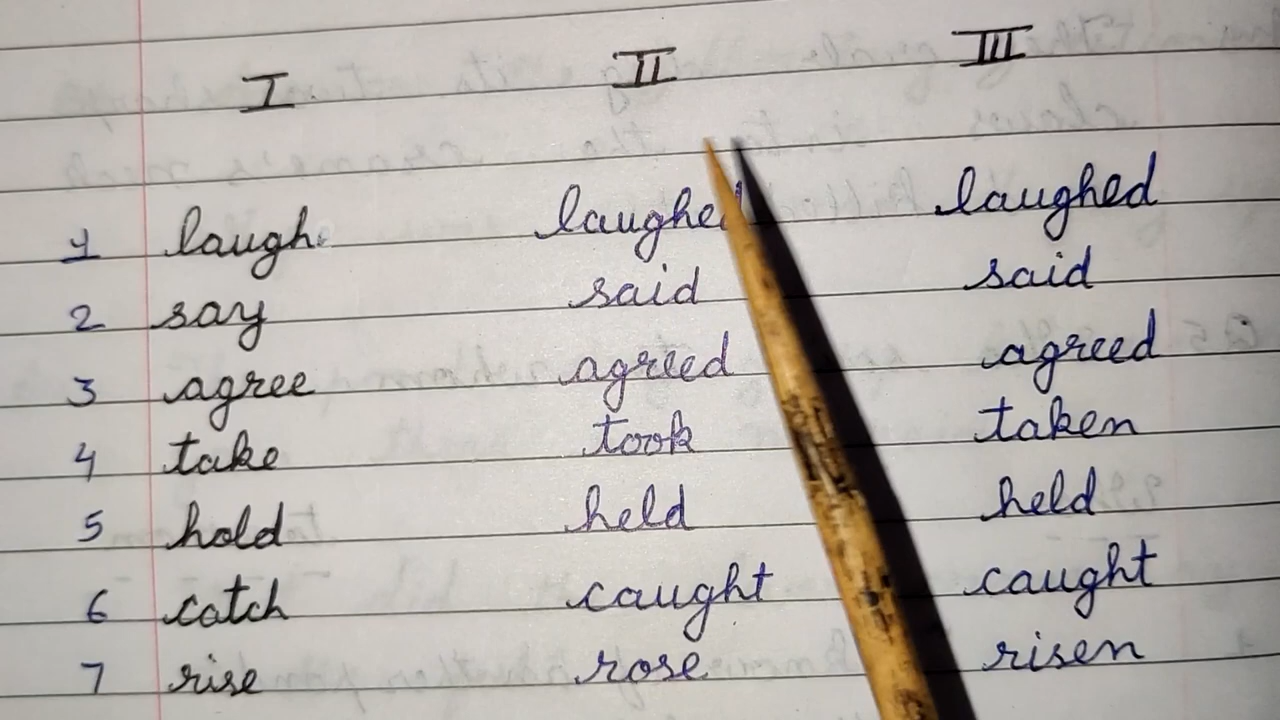 I II III
1 laugh laughed laughed
2 say said said
3 agree agreed agreed
4 take took taken
5 hold held held
6 catch caught caught
7 rise rose risen